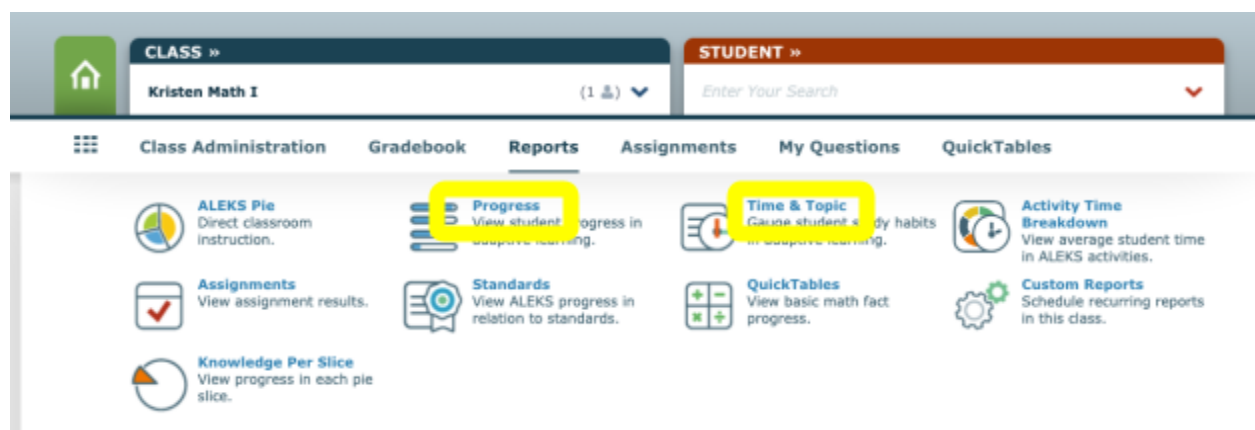 CLASS »
STUDENT »
Kristen Math I (1 ) 
Enter Your Search
Class Administration Gradebook Reports Assignments My Questions QuickTables
ALEKS Pie
Direct classroom
instruction.
Progress
View student progress in
adaptive learning.
Time & Topic
Gauge student study habits
in adaptive learning.
Activity Time
Breakdown
View average student time
in ALEKS activities.
Assignments
View assignment results.
Standards
View ALEKS progress in
relation to standards.
QuickTables
View basic math fact
progress.
Custom Reports
Schedule recurring reports
in this class.
Knowledge Per Slice
View progress in each pie
slice.